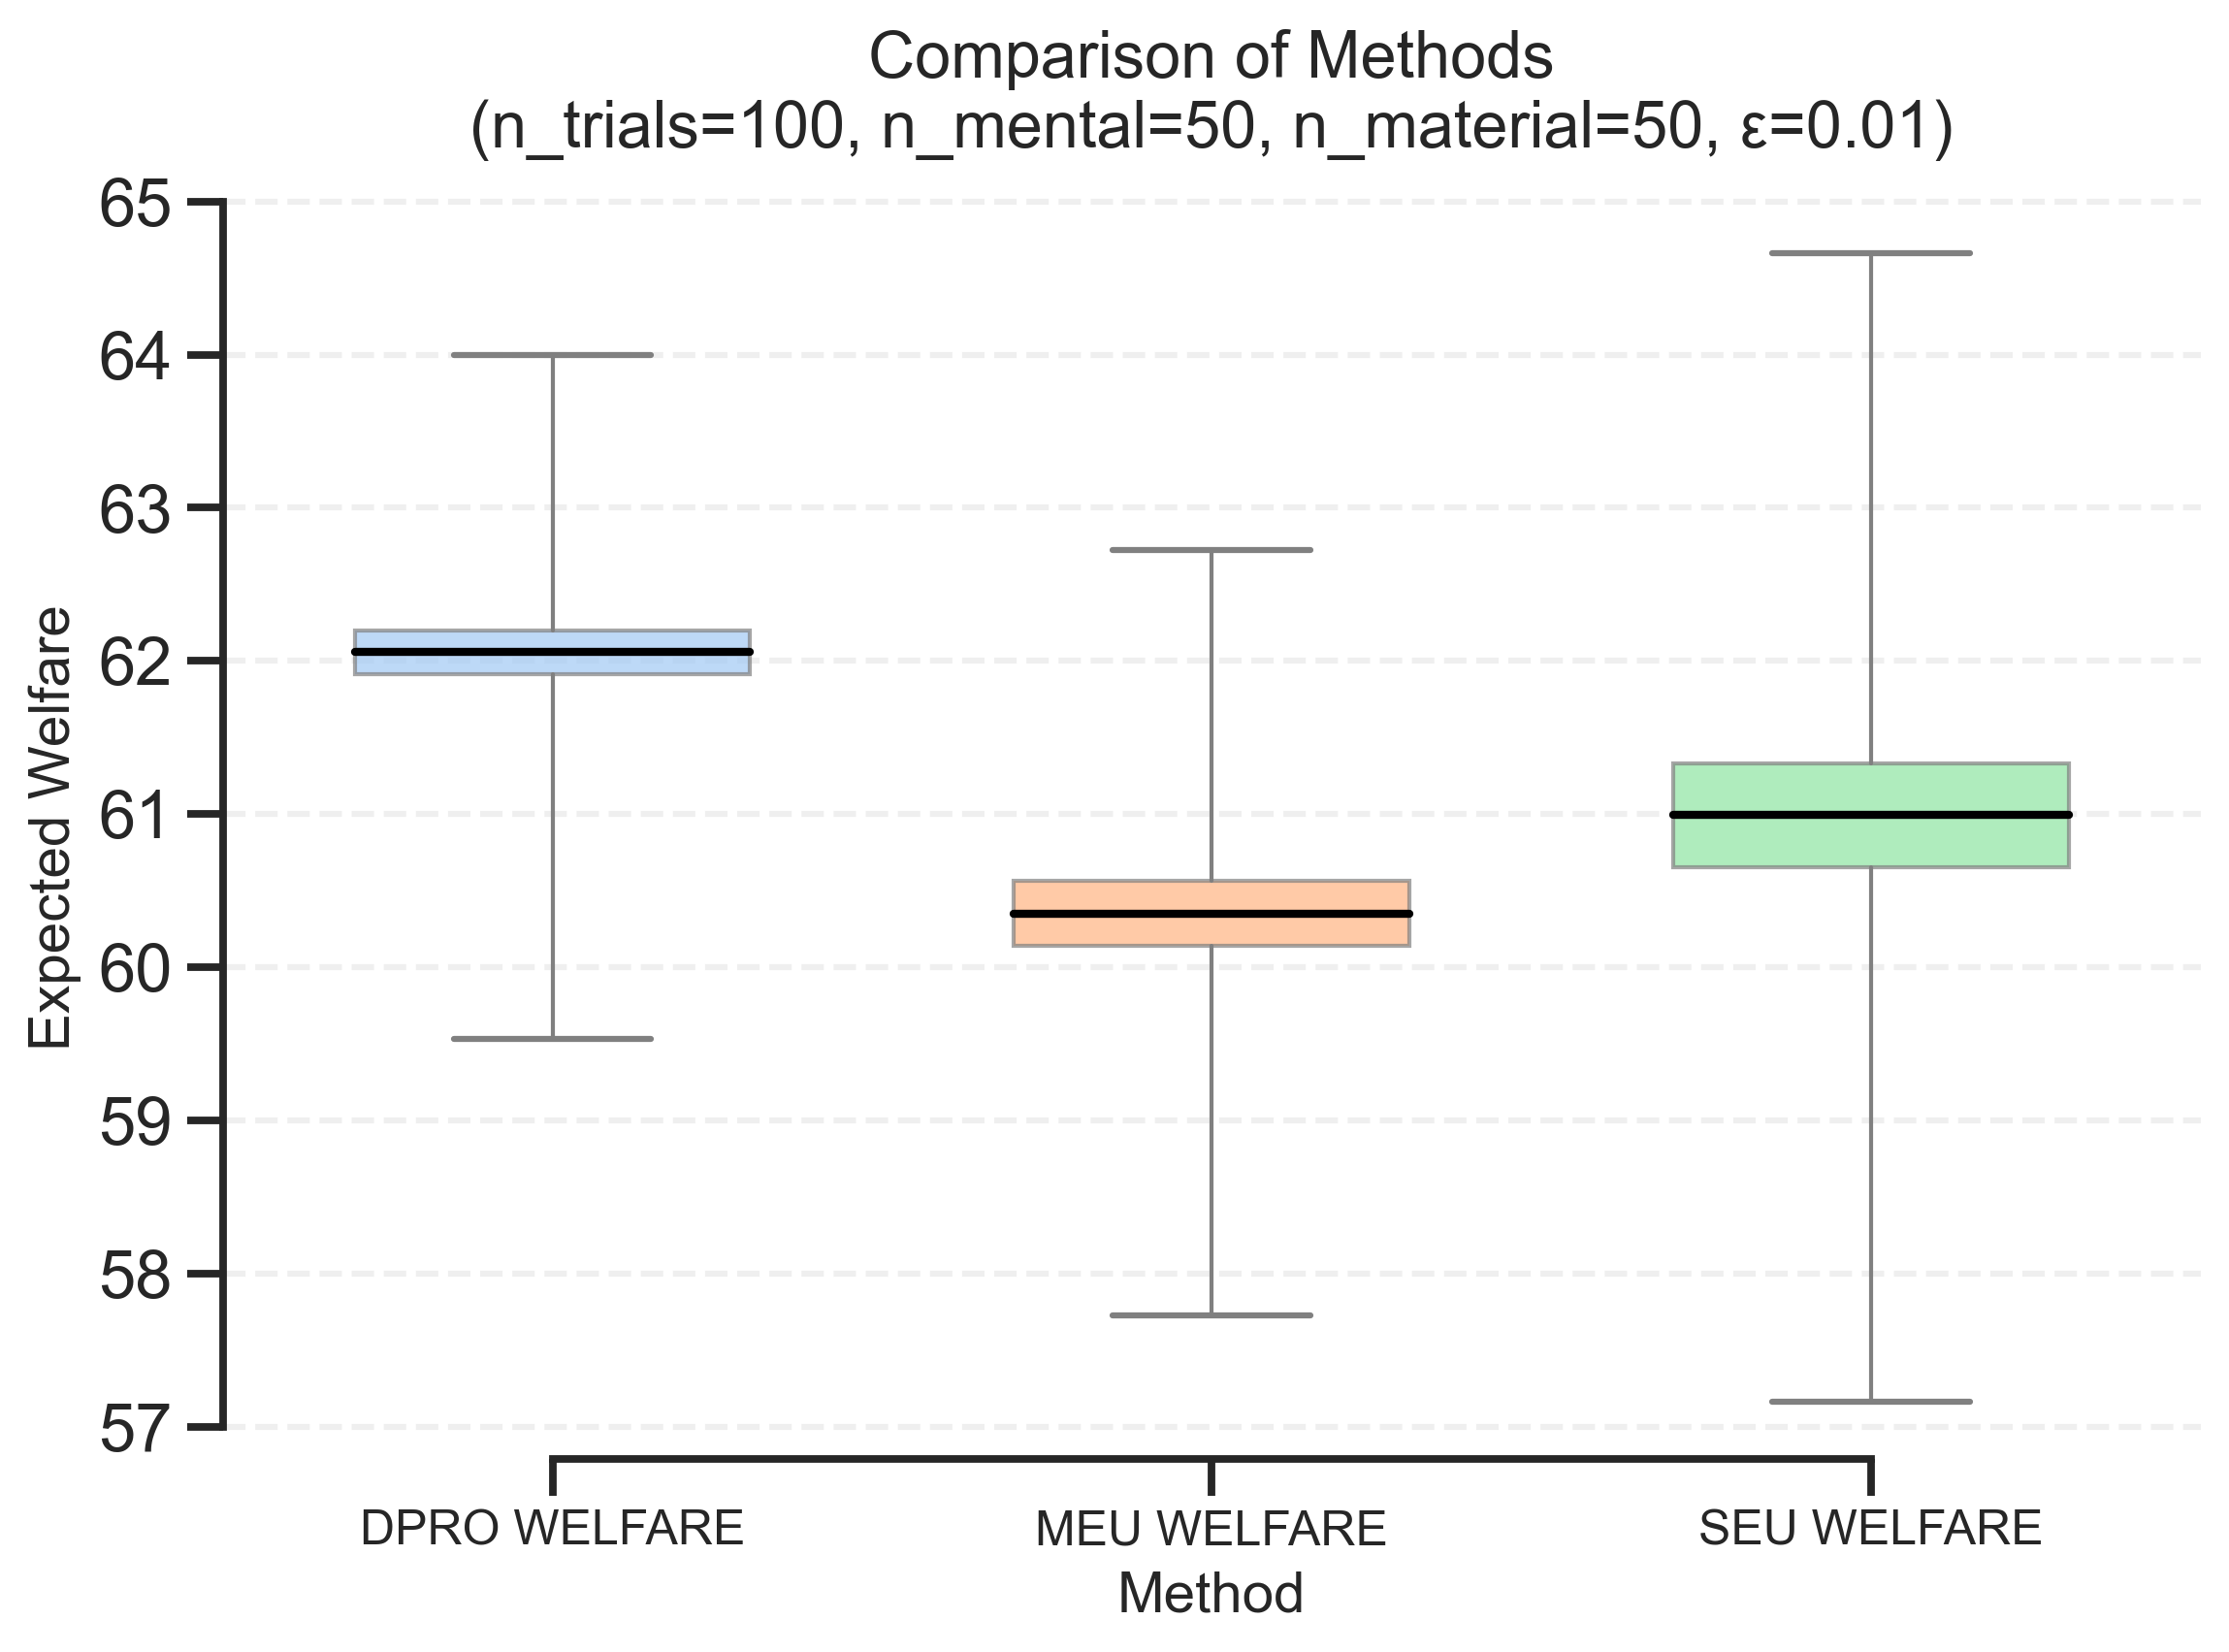 Comparison of Methods
(n_trials=100, n_mental=50, n_material=50, ε=0.01)
65
64
63
62
61
60
59
58
57
Expected Welfare
DPRO WELFARE
MEU WELFARE
SEU WELFARE
Method